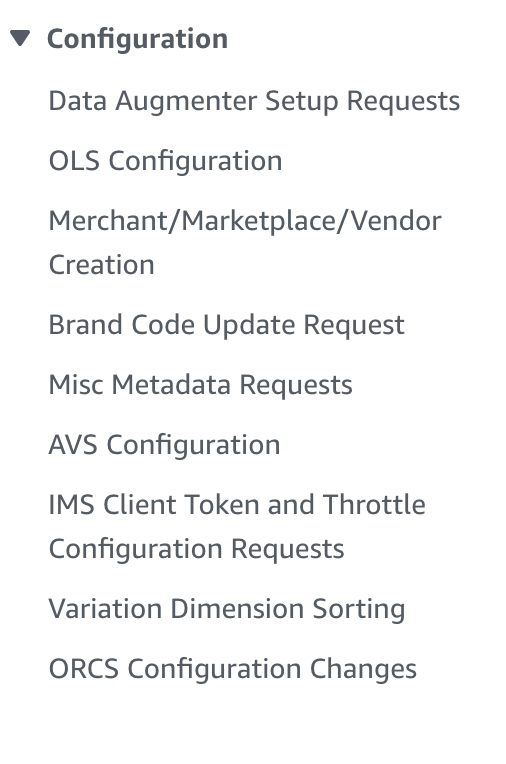 Configuration
Data Augmenter Setup Requests
OLS Configuration
Merchant/Marketplace/Vendor
Creation
Brand Code Update Request
Misc Metadata Requests
AVS Configuration
IMS Client Token and Throttle
Configuration Requests
Variation Dimension Sorting
ORCS Configuration Changes